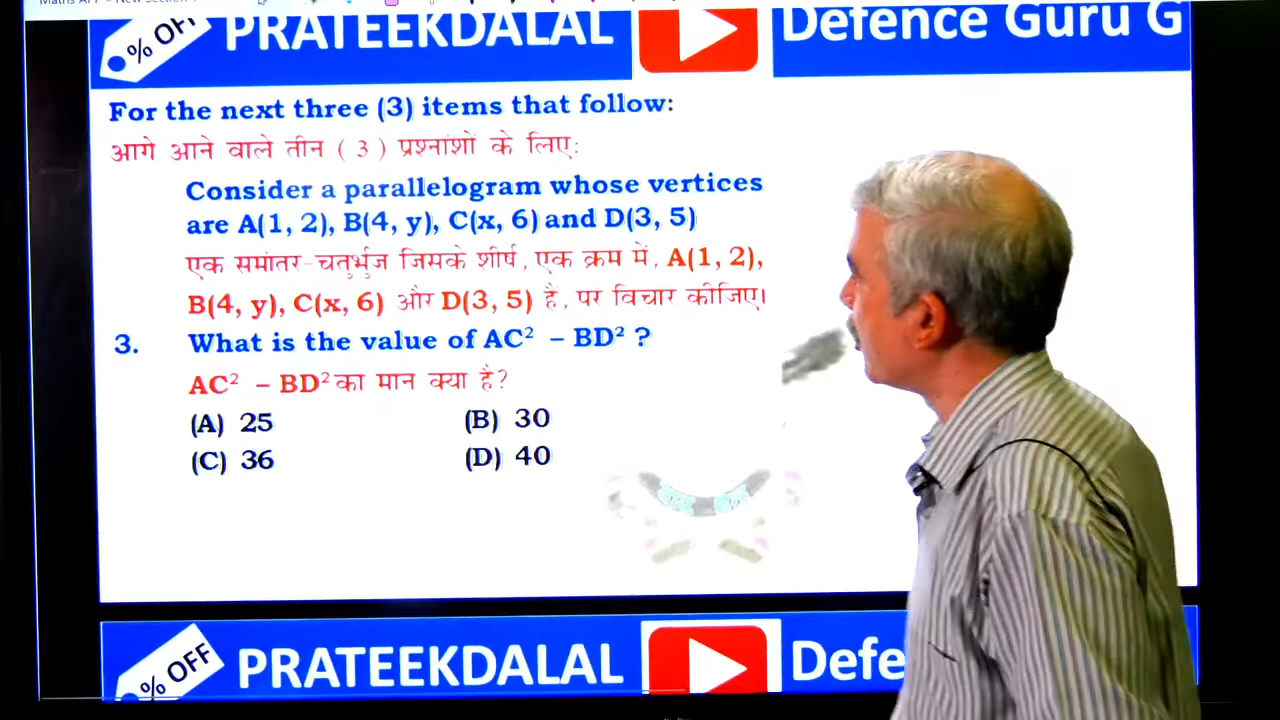 Maths API
% OFF
PRATEEKDALAL
Defence Guru G
For the next three (3) items that follow:
आगे आने वाले तीन ( 3 ) प्रश्नांशों के लिए:
Consider a parallelogram whose vertices
are A(1, 2), B(4, y), C(x, 6) and D(3, 5)
एक समांतर-चतुर्भुज जिसके शीर्ष, एक क्रम में, A(1, 2),
B(4, y), C(x, 6) और D(3, 5) हैं, पर विचार कीजिए।
3. What is the value of AC² – BD² ?
AC² – BD² का मान क्या है?
(A) 25 (B) 30
(C) 36 (D) 40
% OFF
PRATEEKDALAL
Defe